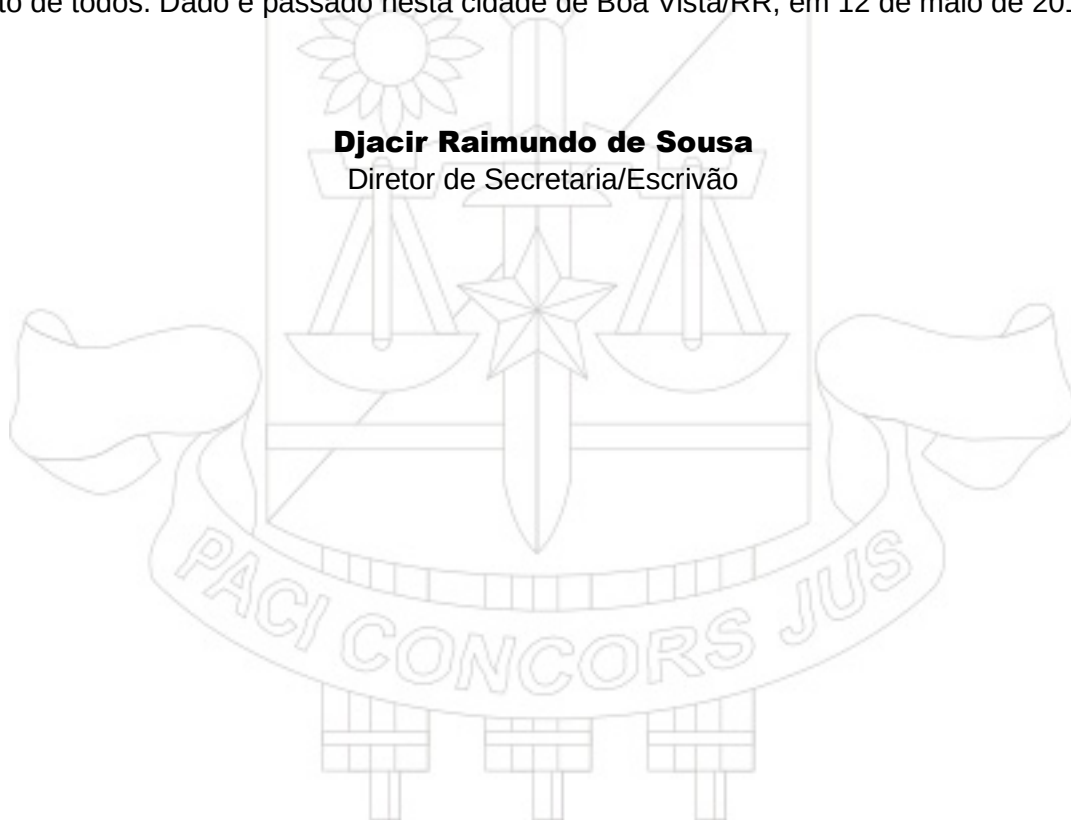 to de todos. Dado e passado nesta cidade de Boa Vista/RR, em 12 de maio de
Djacir Raimundo de Sousa
Diretor de Secretaria/Escrivão
PACI CONCORS JUS